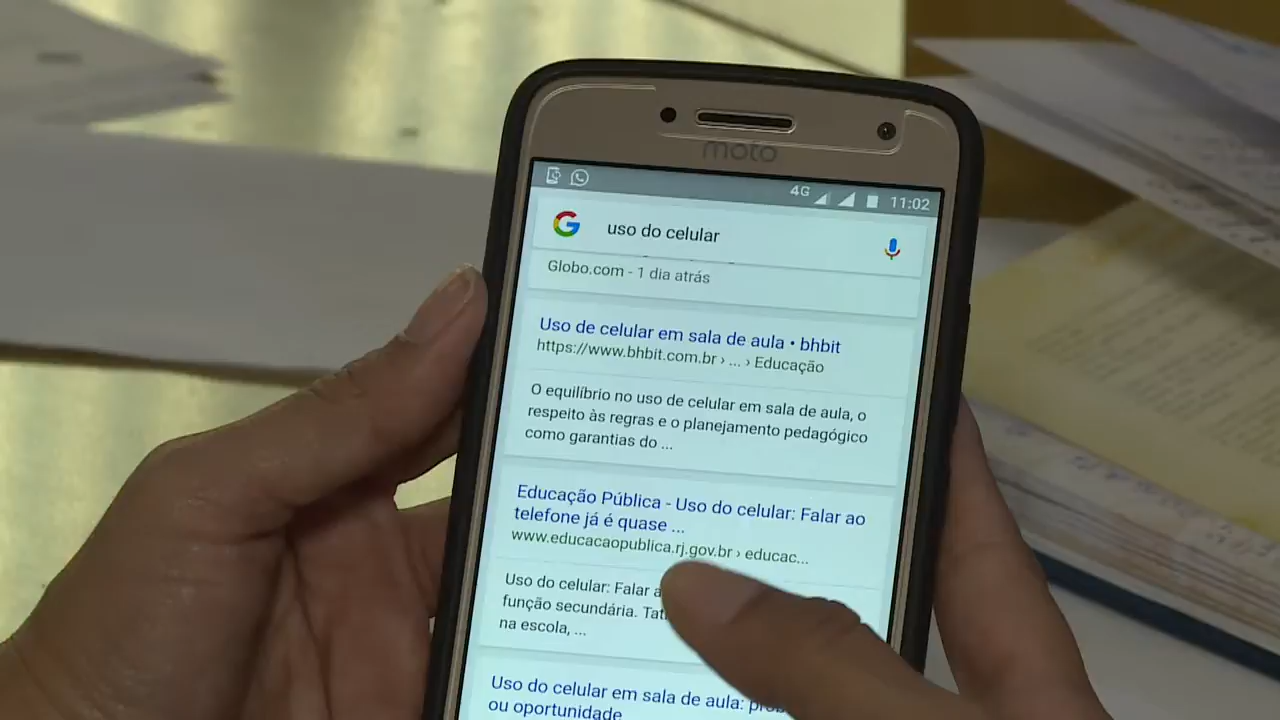 moto
4G 11:02
uso do celular
Globo.com - 1 dia atrás
Uso de celular em sala de aula • bhbit
https://www.bhbit.com.br › ... › Educação
O equilíbrio no uso de celular em sala de aula, o
respeito às regras e o planejamento pedagógico
como garantias do ...
Educação Pública - Uso do celular: Falar ao
telefone já é quase ...
www.educacaopublica.rj.gov.br › educac...
Uso do celular: Falar a
função secundária.
na escola, ...
Uso do celular em sala de aula:
ou oportunidade